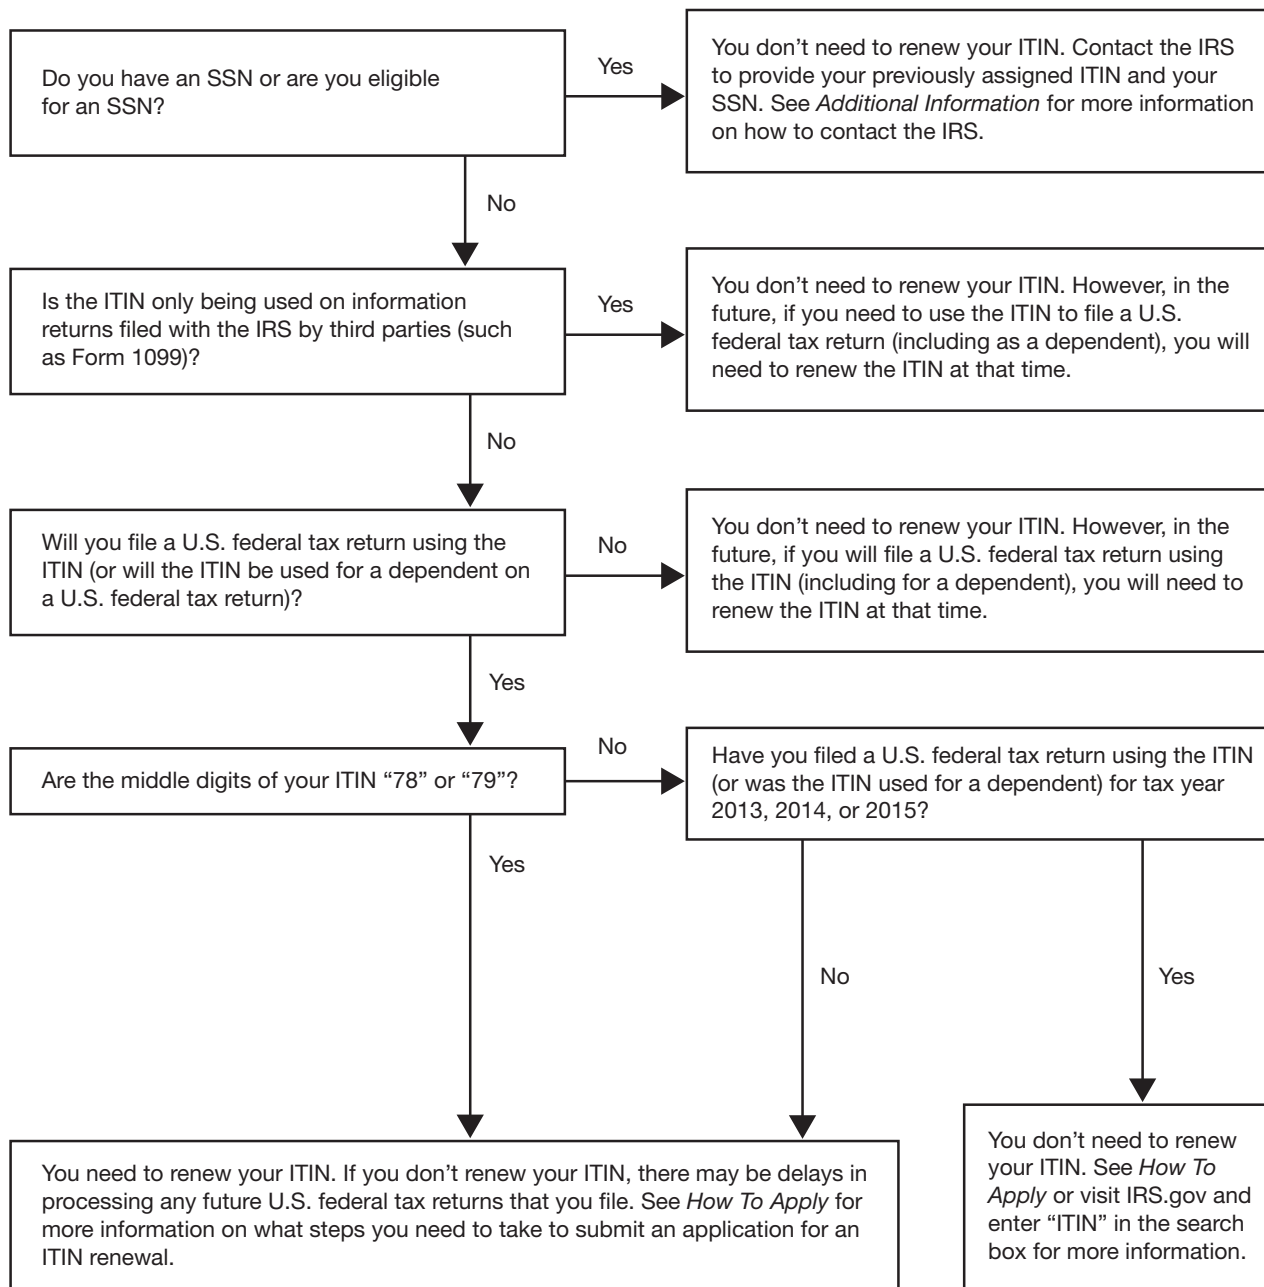 Do you have an SSN or are you eligible
for an SSN?
Yes
You don’t need to renew your ITIN. Contact the IRS
to provide your previously assigned ITIN and your
SSN. See Additional Information for more information
on how to contact the IRS.
No
Is the ITIN only being used on information
returns filed with the IRS by third parties (such
as Form 1099)?
Yes
You don’t need to renew your ITIN. However, in the
future, if you need to use the ITIN to file a U.S.
federal tax return (including as a dependent), you will
need to renew the ITIN at that time.
No
Will you file a U.S. federal tax return using the
ITIN (or will the ITIN be used for a dependent on
a U.S. federal tax return)?
No
You don’t need to renew your ITIN. However, in the
future, if you will file a U.S. federal tax return using
the ITIN (including for a dependent), you will need to
renew the ITIN at that time.
Yes
Are the middle digits of your ITIN “78” or “79”?
No
Have you filed a U.S. federal tax return using the ITIN
(or was the ITIN used for a dependent) for tax year
2013, 2014, or 2015?
Yes
No
Yes
You need to renew your ITIN. If you don’t renew your ITIN, there may be delays in
processing any future U.S. federal tax returns that you file. See How To Apply for
more information on what steps you need to take to submit an application for an
ITIN renewal.
You don’t need to renew
your ITIN. See How To
Apply or visit IRS.gov and
enter “ITIN” in the search
box for more information.